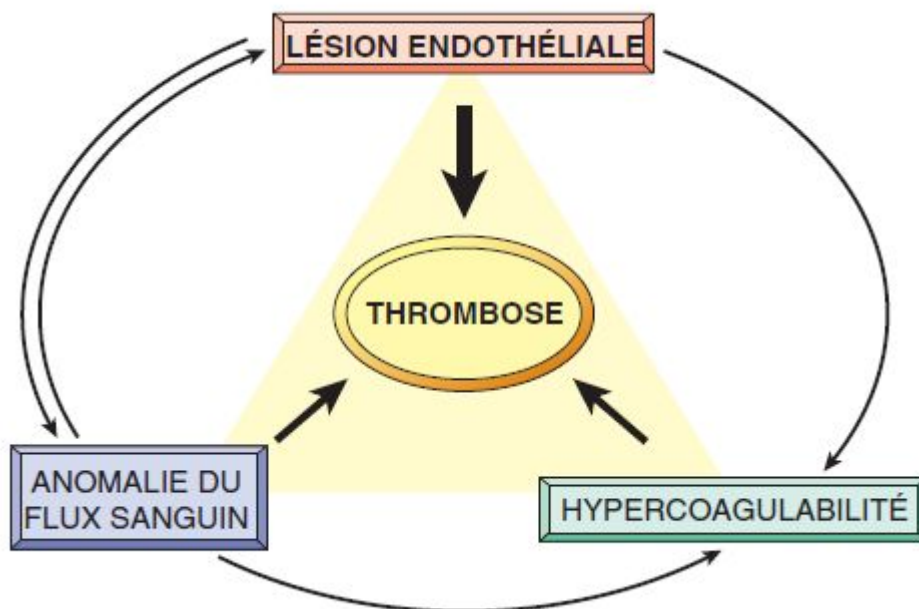 LÉSION ENDOTHÉLIALE
THROMBOSE
ANOMALIE DU
FLUX SANGUIN
HYPERCOAGULABILITÉ